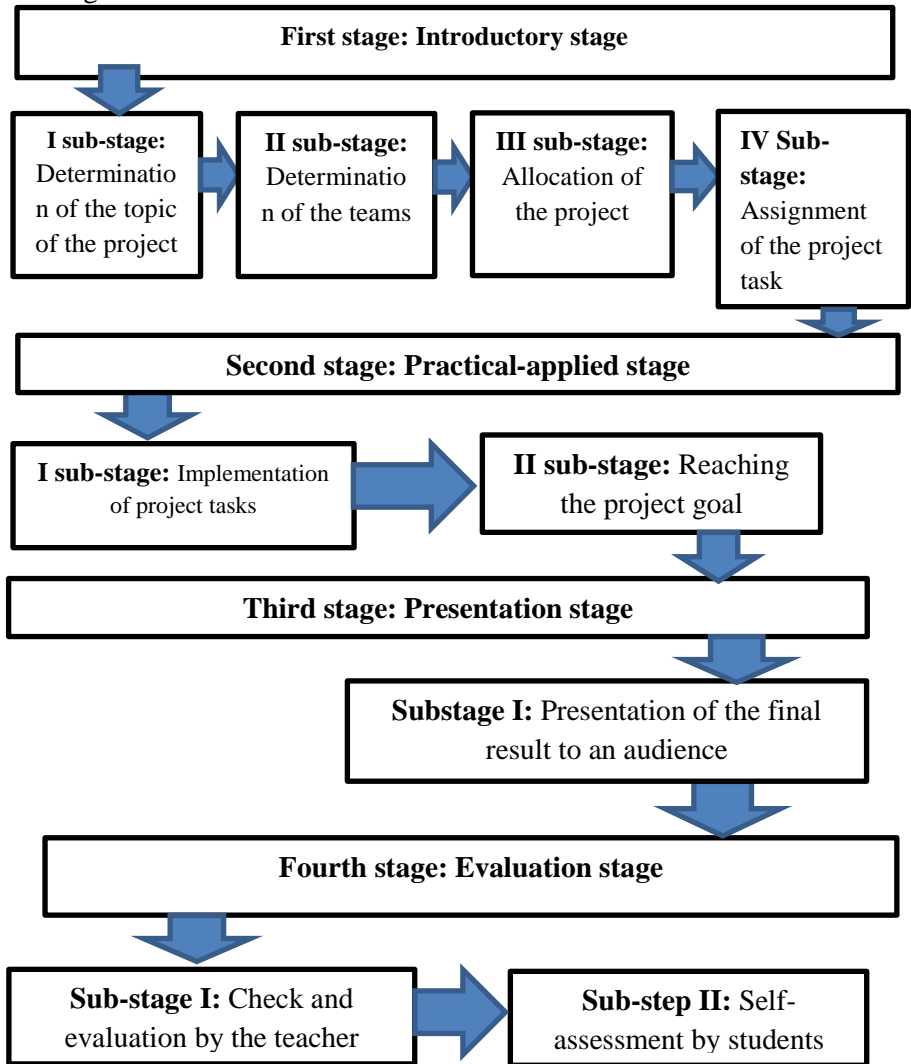 First stage: Introductory stage
I sub-stage:
Determinatio
n of the topic
of the project
II sub-stage:
Determinatio
n of the teams
III sub-stage:
Allocation of
the project
IV Sub-
stage:
Assignment
of the project
task
Second stage: Practical-applied stage
I sub-stage: Implementation
of project tasks
II sub-stage: Reaching
the project goal
Third stage: Presentation stage
Substage I: Presentation of the final
result to an audience
Fourth stage: Evaluation stage
Sub-stage I: Check and
evaluation by the teacher
Sub-step II: Self-
assessment by students